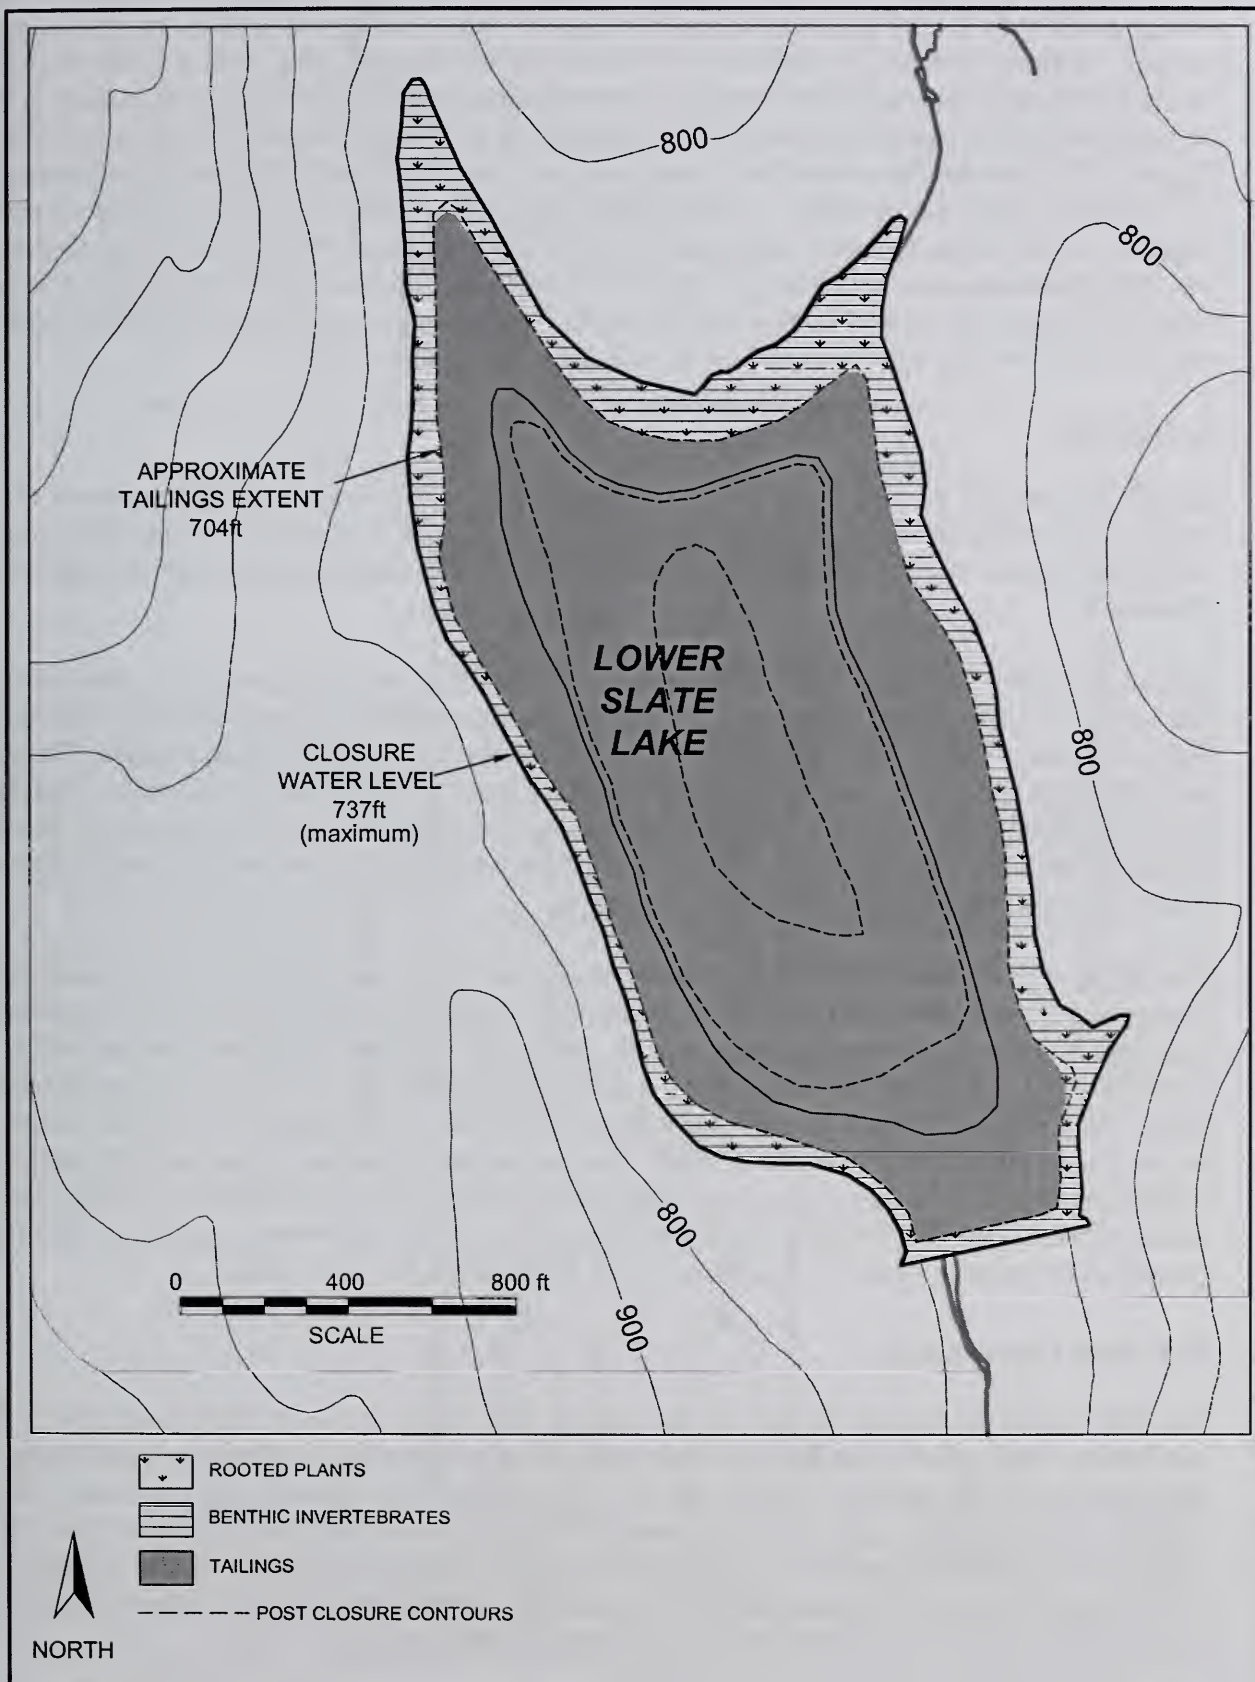 800
800
APPROXIMATE
TAILINGS EXTENT
704ft
LOWER
SLATE
LAKE
CLOSURE
WATER LEVEL
737ft
(maximum)
800
800
900
0 400 800 ft
SCALE
ROOTED PLANTS
BENTHIC INVERTEBRATES
TAILINGS
POST CLOSURE CONTOURS
NORTH